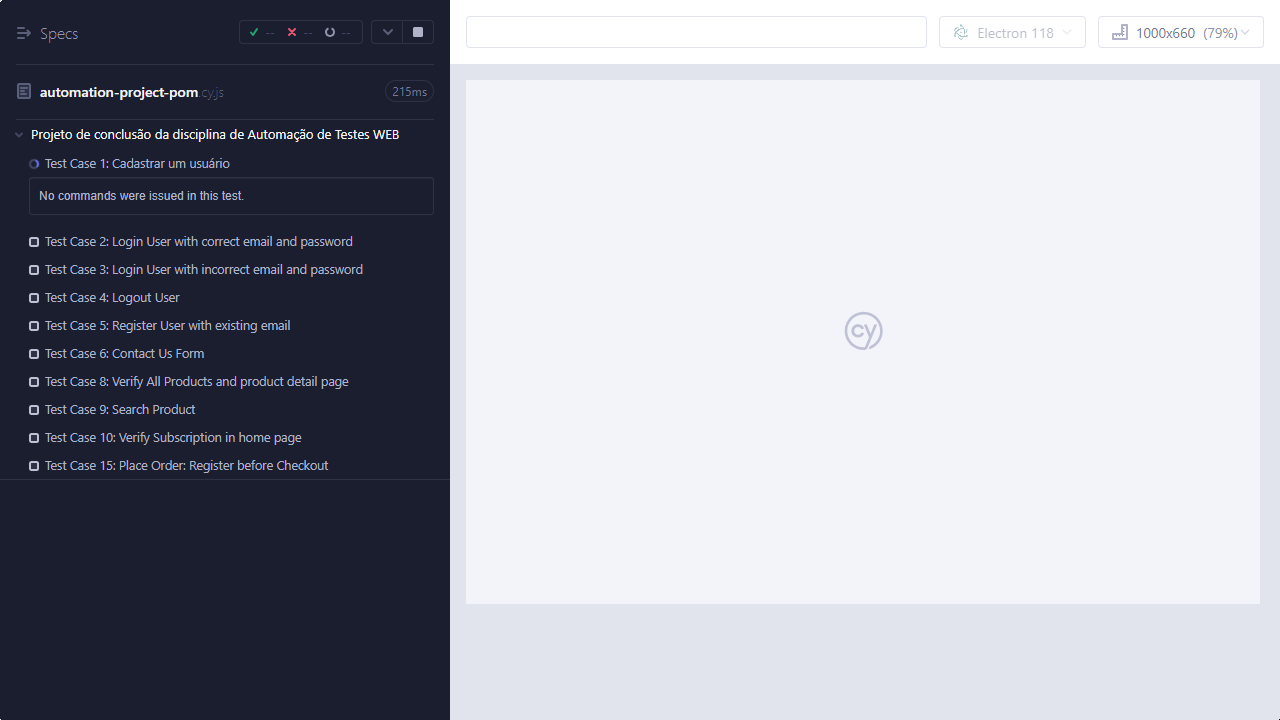 Specs
--
--
--
automation-project-pom.cy.js
215ms
Projeto de conclusão da disciplina de Automação de Testes WEB
Test Case 1: Cadastrar um usuário
No commands were issued in this test.
Test Case 2: Login User with correct email and password
Test Case 3: Login User with incorrect email and password
Test Case 4: Logout User
Test Case 5: Register User with existing email
Test Case 6: Contact Us Form
Test Case 8: Verify All Products and product detail page
Test Case 9: Search Product
Test Case 10: Verify Subscription in home page
Test Case 15: Place Order: Register before Checkout
Electron 118
1000x660 (79%)
cy